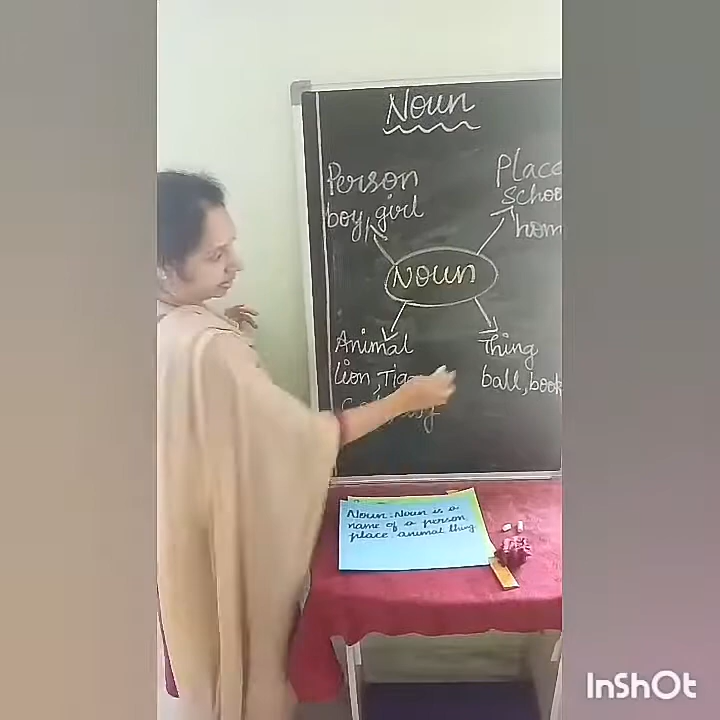 Noun
Person
boy, girl
Place
schoo
hom
Noun
Animal
lion, Tig
Thing
ball, book
Noun : Noun is a
name of a person,
place, animal thing
InShOt